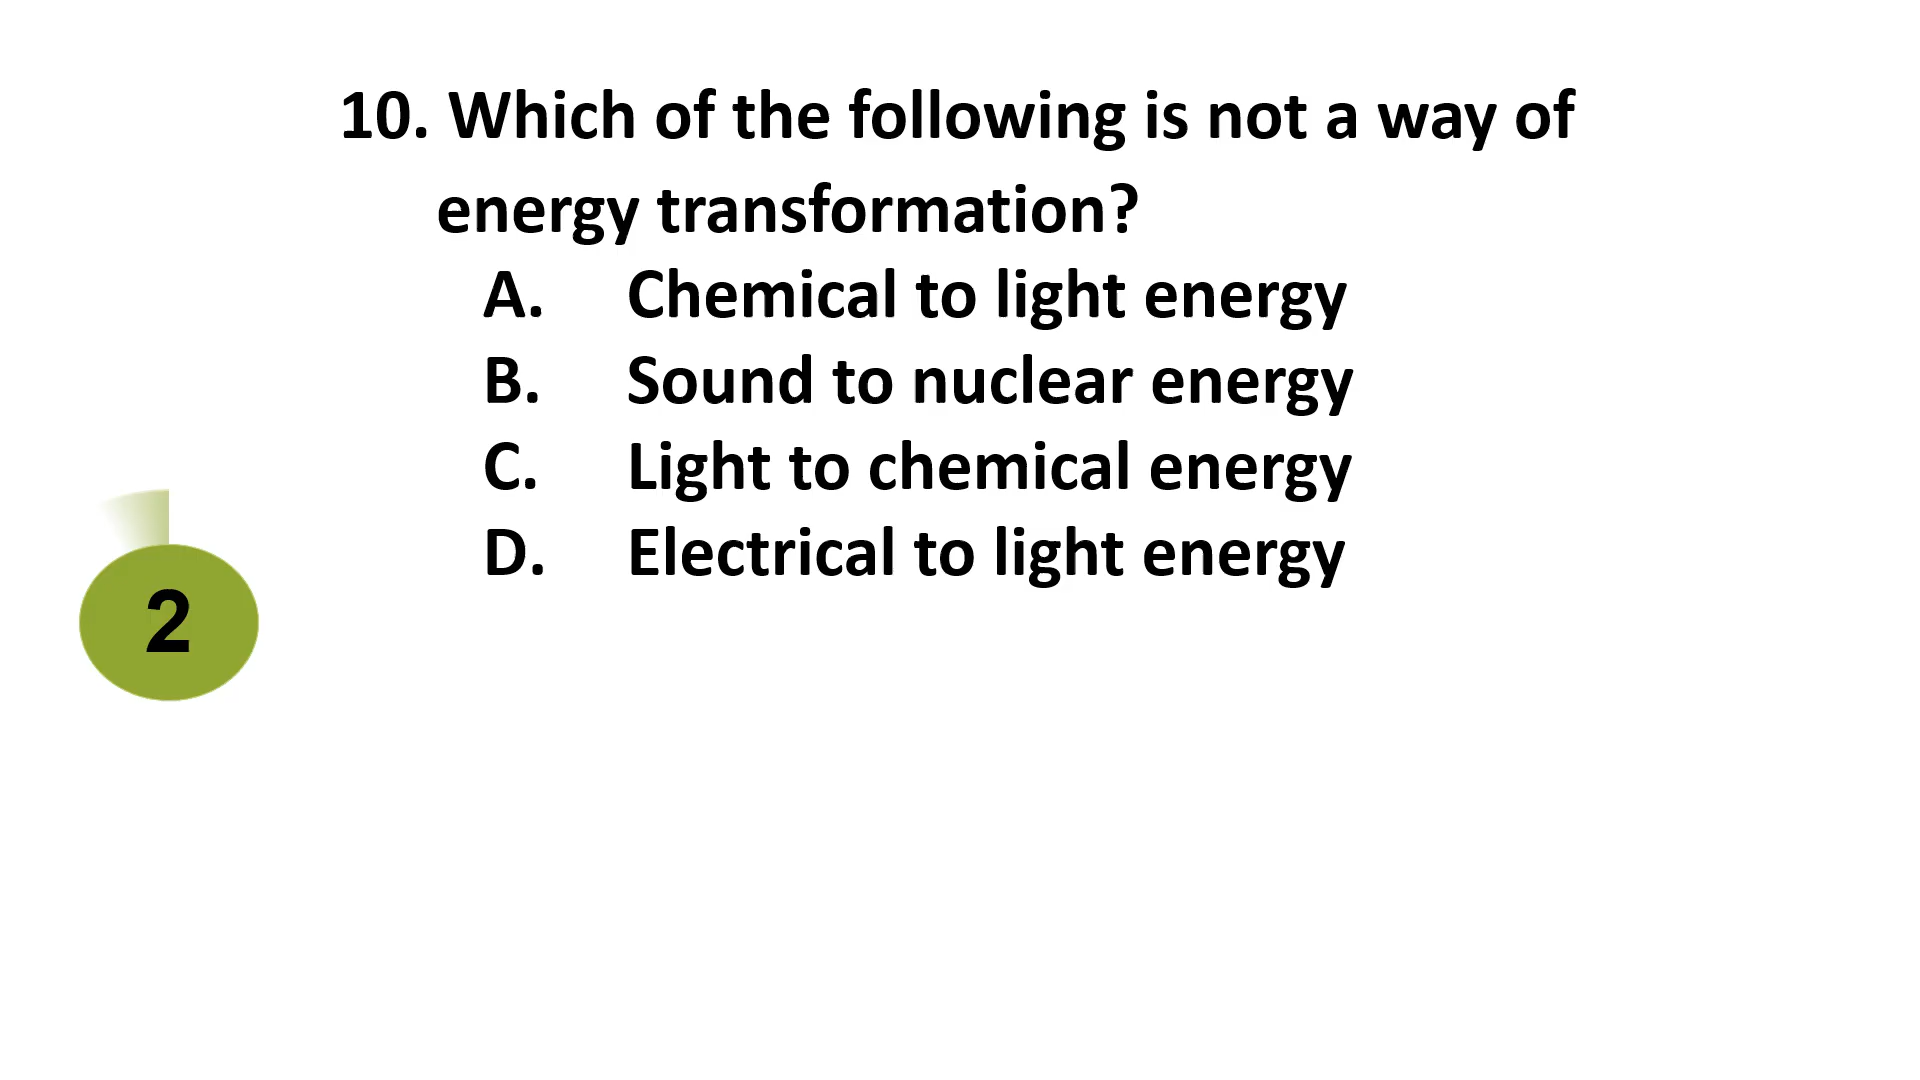 10. Which of the following is not a way of
energy transformation?
A. Chemical to light energy
B. Sound to nuclear energy
C. Light to chemical energy
D. Electrical to light energy
2